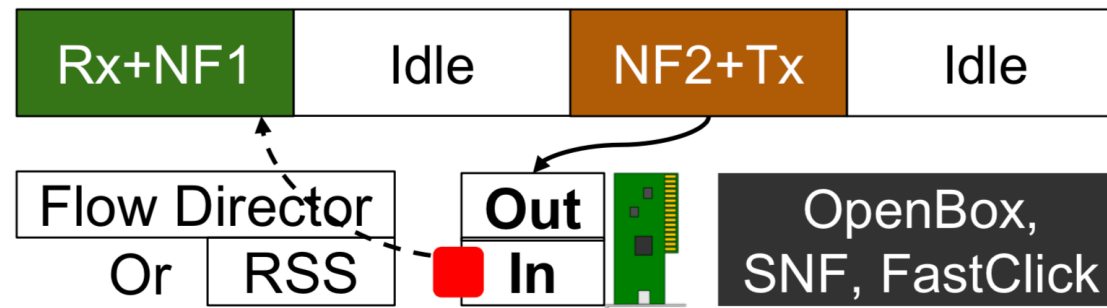 Rx+NF1 Idle NF2+Tx Idle
Flow Director
Or RSS
Out
In
OpenBox,
SNF, FastClick